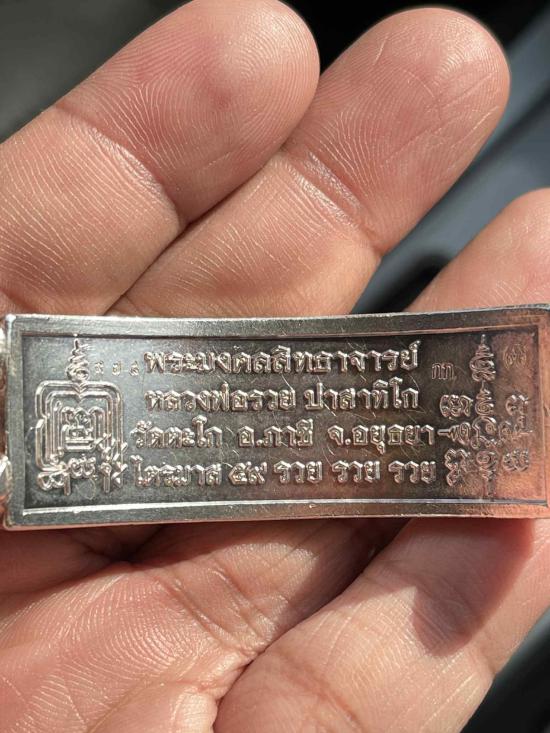 พระมงคลสิทธาจารย์ กก
หลวงพ่อรวย ปาสาทิโก
วัดตะโก อ.ภาชี จ.อยุธยา
ไตรมาส ๕๙ รวย รวย รวย